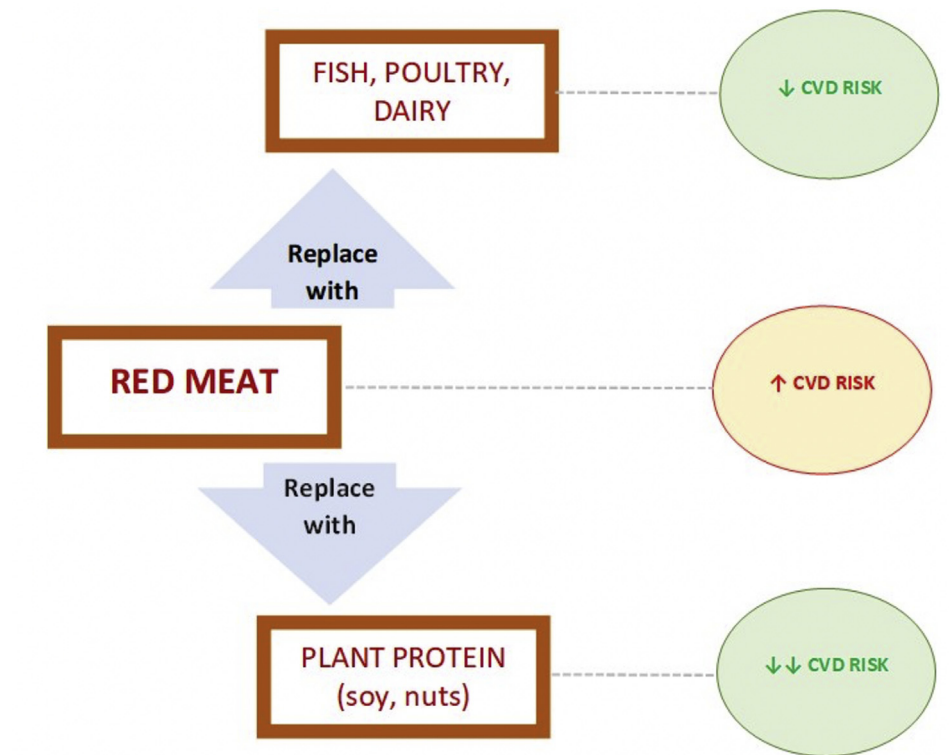 FISH, POULTRY,
DAIRY
↓ CVD RISK
Replace
with
RED MEAT
↑ CVD RISK
Replace
with
PLANT PROTEIN
(soy, nuts)
↓↓ CVD RISK